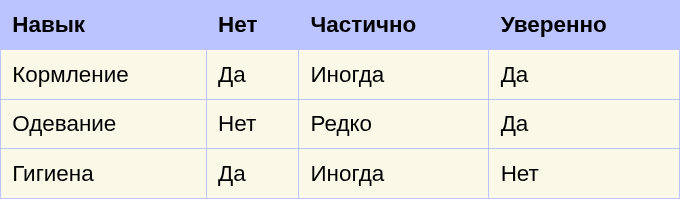 Навык Нет Частично Уверенно
Кормление Да Иногда Да
Одевание Нет Редко Да
Гигиена Да Иногда Нет